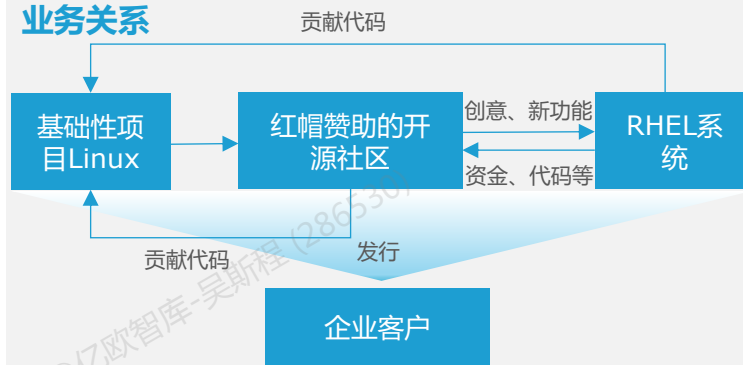 业务关系
贡献代码
基础性项
目Linux
红帽赞助的开
源社区
创意、新功能
资金、代码等
RHEL系
统
贡献代码
发行
企业客户
亿欧智库-吴斯程(286530)